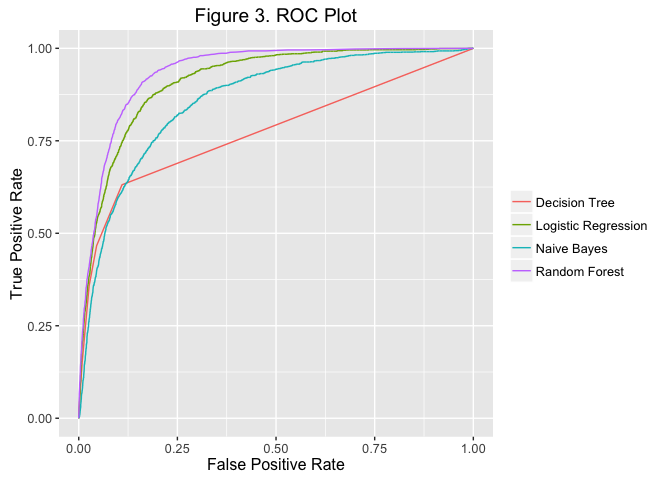 Figure 3. ROC Plot
True Positive Rate
1.00
0.75
0.50
0.25
0.00
0.00 0.25 0.50 0.75 1.00
False Positive Rate
Decision Tree
Logistic Regression
Naive Bayes
Random Forest